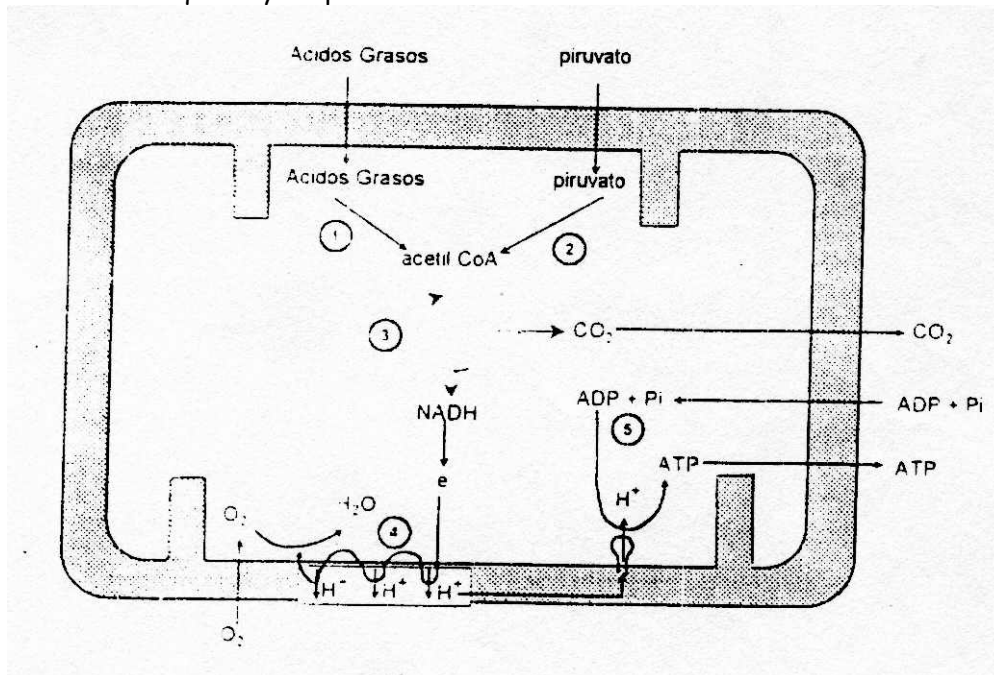 Acidos Grasos piruvato
Acidos Grasos piruvato
1 2
acetil CoA
3 CO₂ CO₂
NADH ADP + Pi ADP + Pi
5
e ATP ATP
O₂ H₂O 4 H⁺
H⁺ H⁺ H⁺
O₂